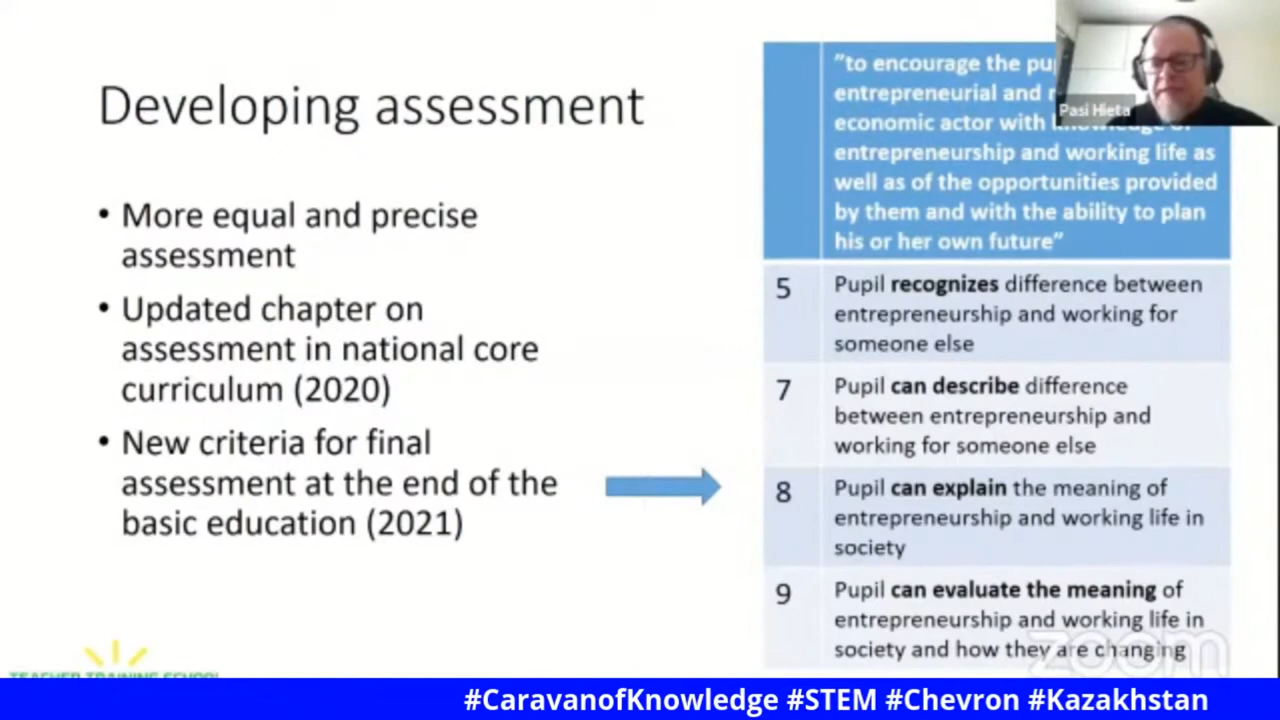 Developing assessment
• More equal and precise
assessment
• Updated chapter on
assessment in national core
curriculum (2020)
• New criteria for final
assessment at the end of the
basic education (2021)
”to encourage the
entrepreneurial and
economic actor with knowledge of
entrepreneurship and working life as
well as of the opportunities provided
by them and with the ability to plan
his or her own future”
5
Pupil recognizes difference between
entrepreneurship and working for
someone else
7
Pupil can describe difference
between entrepreneurship and
working for someone else
8
Pupil can explain the meaning of
entrepreneurship and working life in
society
9
Pupil can evaluate the meaning of
entrepreneurship and working life in
society and how they are changing
Pasi Hieta
zoom
TEACHER TRAINING SCHOOL
#CaravanofKnowledge #STEM #Chevron #Kazakhstan